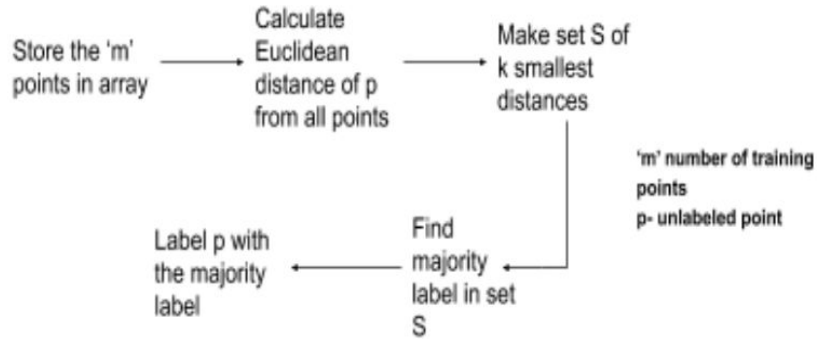 Store the ‘m’
points in array
Calculate
Euclidean
distance of p
from all points
Make set S of
k smallest
distances
‘m’ number of training
points
p- unlabeled point
Find
majority
label in set
S
Label p with
the majority
label